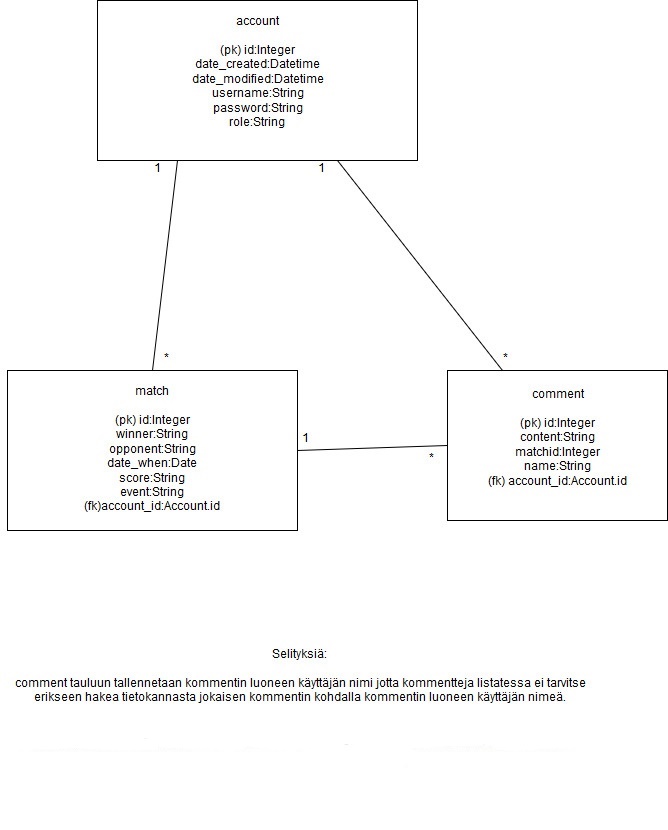 account
(pk) id:Integer
date_created:Datetime
date_modified:Datetime
username:String
password:String
role:String
1
1
*
*
match
(pk) id:Integer
winner:String
opponent:String
date_when:Date
score:String
event:String
(fk)account_id:Account.id
1
*
comment
(pk) id:Integer
content:String
matchid:Integer
name:String
(fk) account_id:Account.id
Selityksiä:
comment tauluun tallennetaan kommentin luoneen käyttäjän nimi jotta kommentteja listatessa ei tarvitse
erikseen hakea tietokannasta jokaisen kommentin kohdalla kommentin luoneen käyttäjän nimeä.